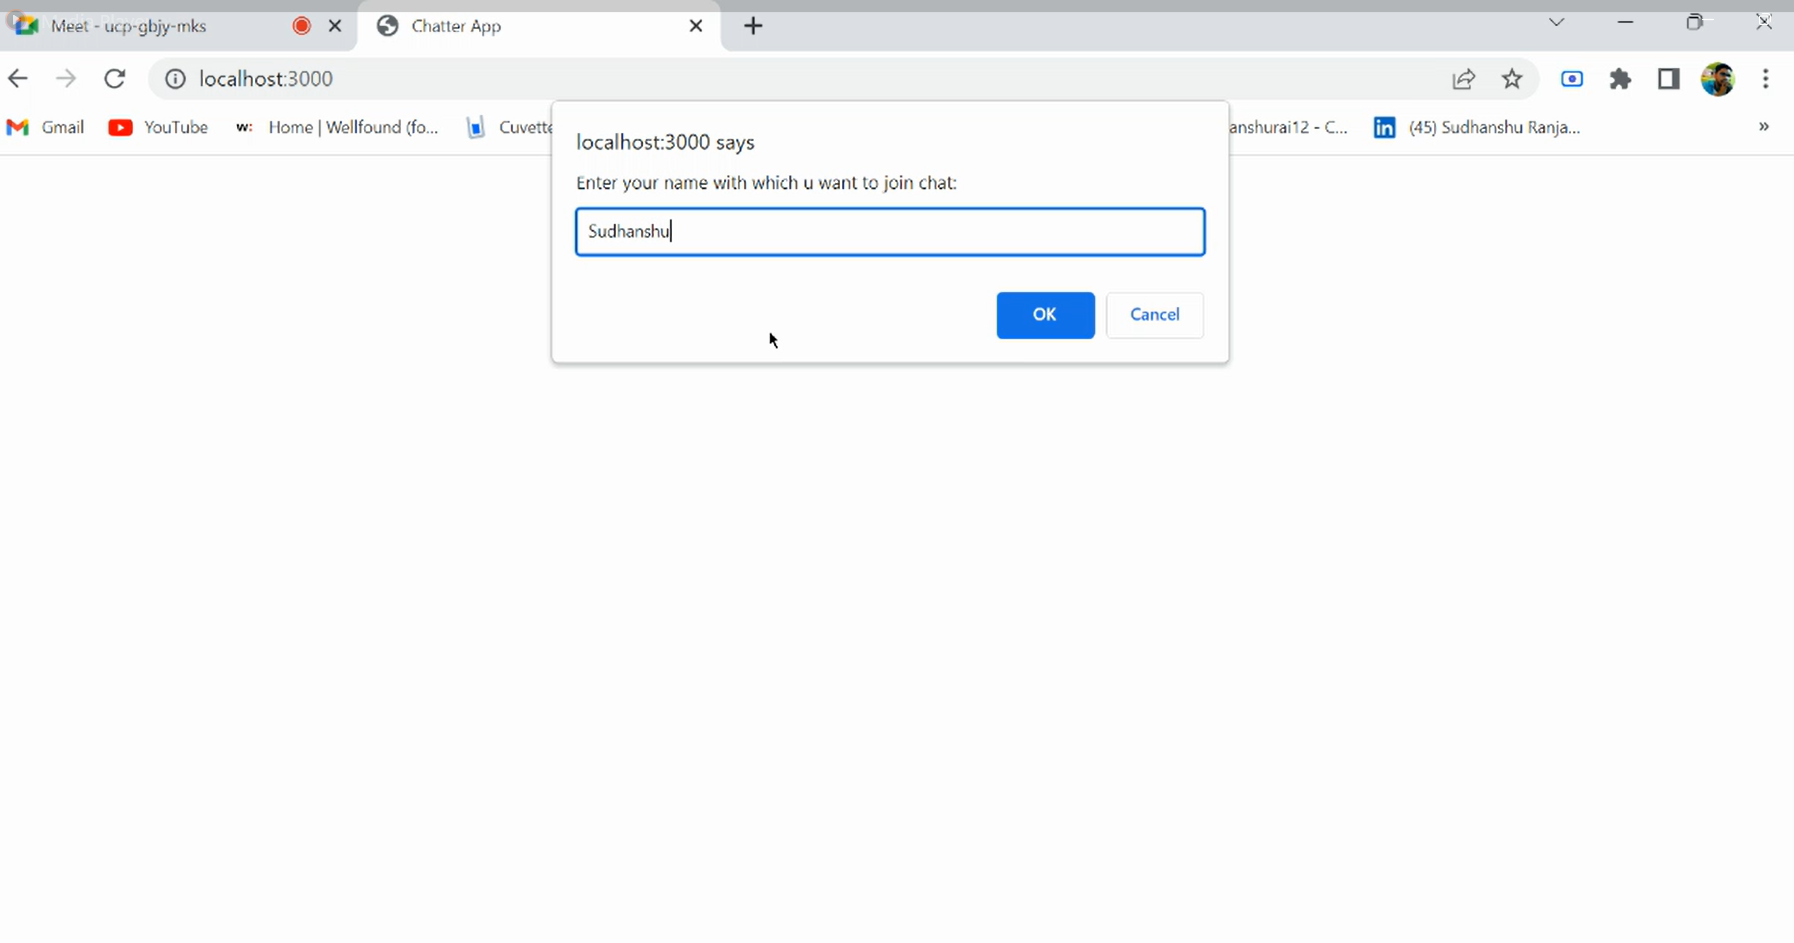 Meet - ucp-gbjy-mks
Chatter App
localhost:3000
Gmail
YouTube
w: Home | Wellfound (fo...
Cuvette
anshurai12 - C...
in (45) Sudhanshu Ranja...
»
localhost:3000 says
Enter your name with which u want to join chat:
Sudhanshu
OK
Cancel